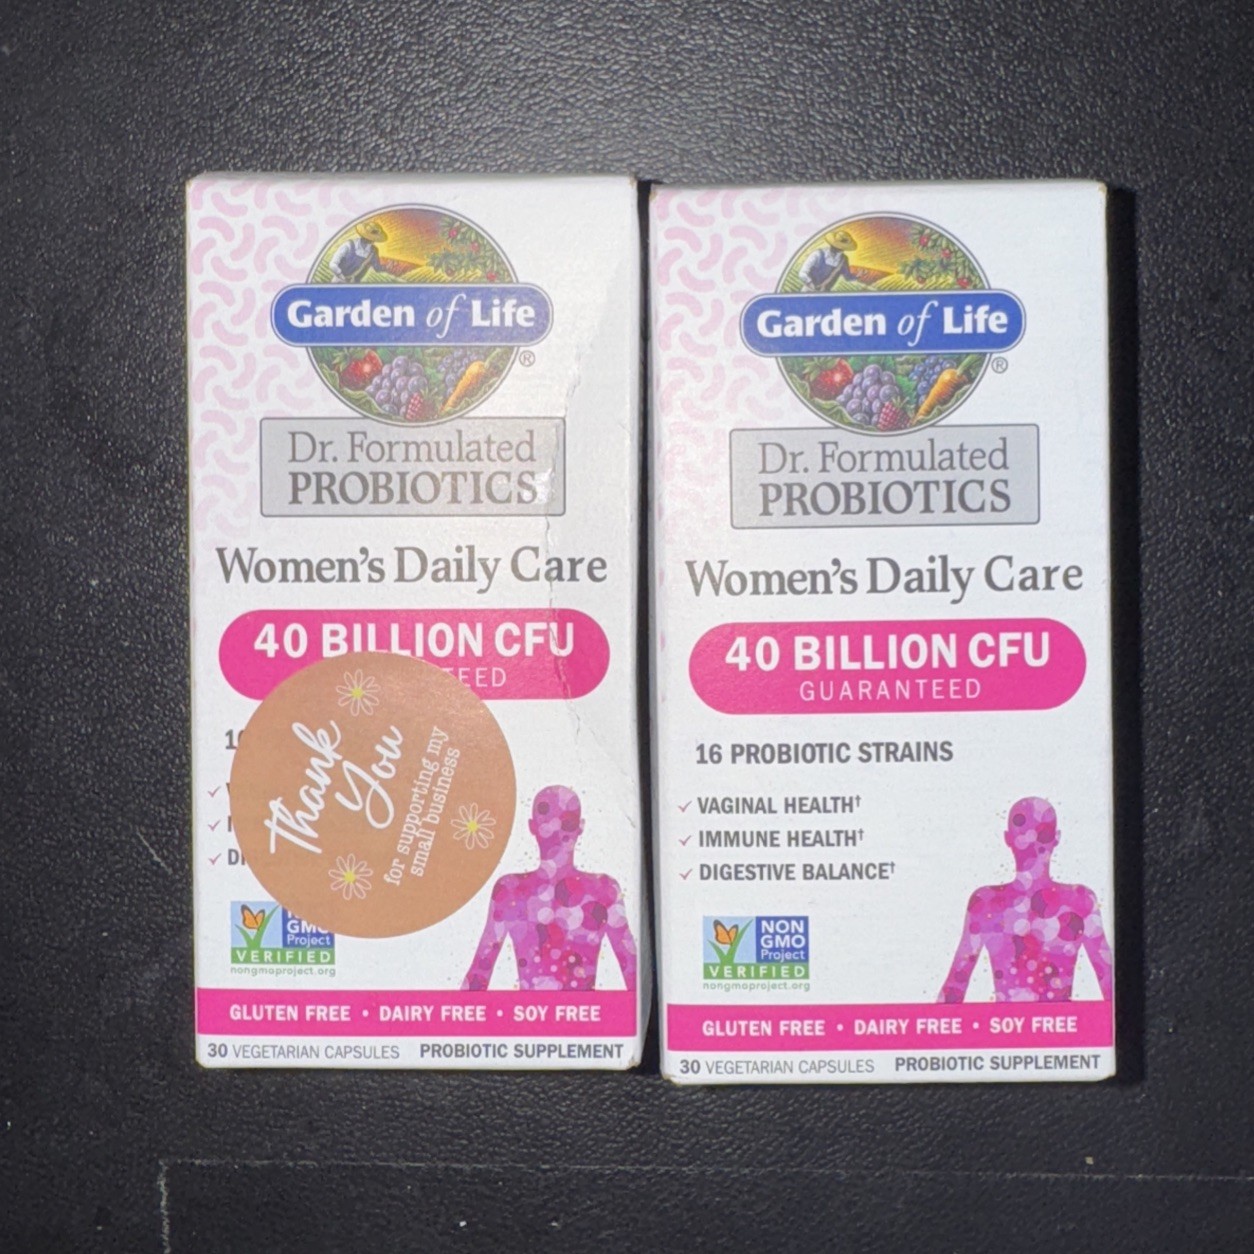 Garden of Life
®
Dr. Formulated
PROBIOTICS
Women's Daily Care
40 BILLION CFU
Thank
You
for supporting my
small business
GMO
Project
VERIFIED
nongmoproject.org
GLUTEN FREE • DAIRY FREE • SOY FREE
30 VEGETARIAN CAPSULES PROBIOTIC SUPPLEMENT
Garden of Life
®
Dr. Formulated
PROBIOTICS
Women's Daily Care
40 BILLION CFU
GUARANTEED
16 PROBIOTIC STRAINS
✓ VAGINAL HEALTH†
✓ IMMUNE HEALTH†
✓ DIGESTIVE BALANCE†
NON
GMO
Project
VERIFIED
nongmoproject.org
GLUTEN FREE • DAIRY FREE • SOY FREE
30 VEGETARIAN CAPSULES PROBIOTIC SUPPLEMENT